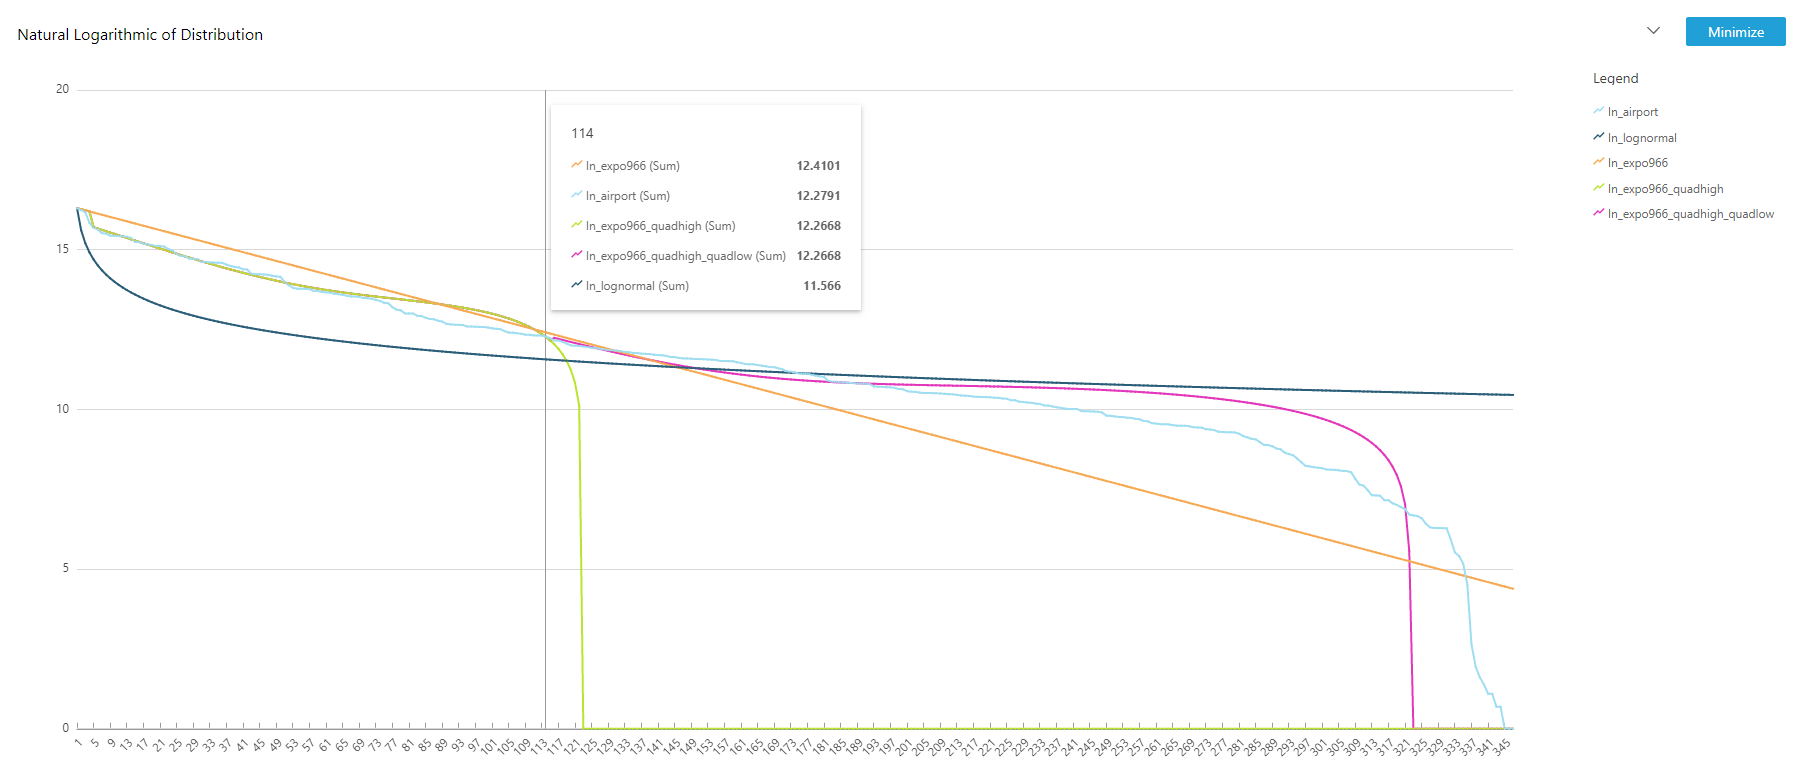 Natural Logarithmic of Distribution
Minimize
Legend
ln_airport
ln_lognormal
ln_expo966
ln_expo966_quadhigh
ln_expo966_quadhigh_quadlow
20
15
10
5
0
114
ln_expo966 (Sum) 12.4101
ln_airport (Sum) 12.2791
ln_expo966_quadhigh (Sum) 12.2668
ln_expo966_quadhigh_quadlow (Sum) 12.2668
ln_lognormal (Sum) 11.566
1 5 9 13 17 21 25 29 33 37 41 45 49 53 57 61 65 69 73 77 81 85 89 93 97 101 105 109 113 117 121 125 129 133 137 141 145 149 153 157 161 165 169 173 177 181 185 189 193 197 201 205 209 213 217 221 225 229 233 237 241 245 249 253 257 261 265 269 273 277 281 285 289 293 297 301 305 309 313 317 321 325 329 333 337 341 345